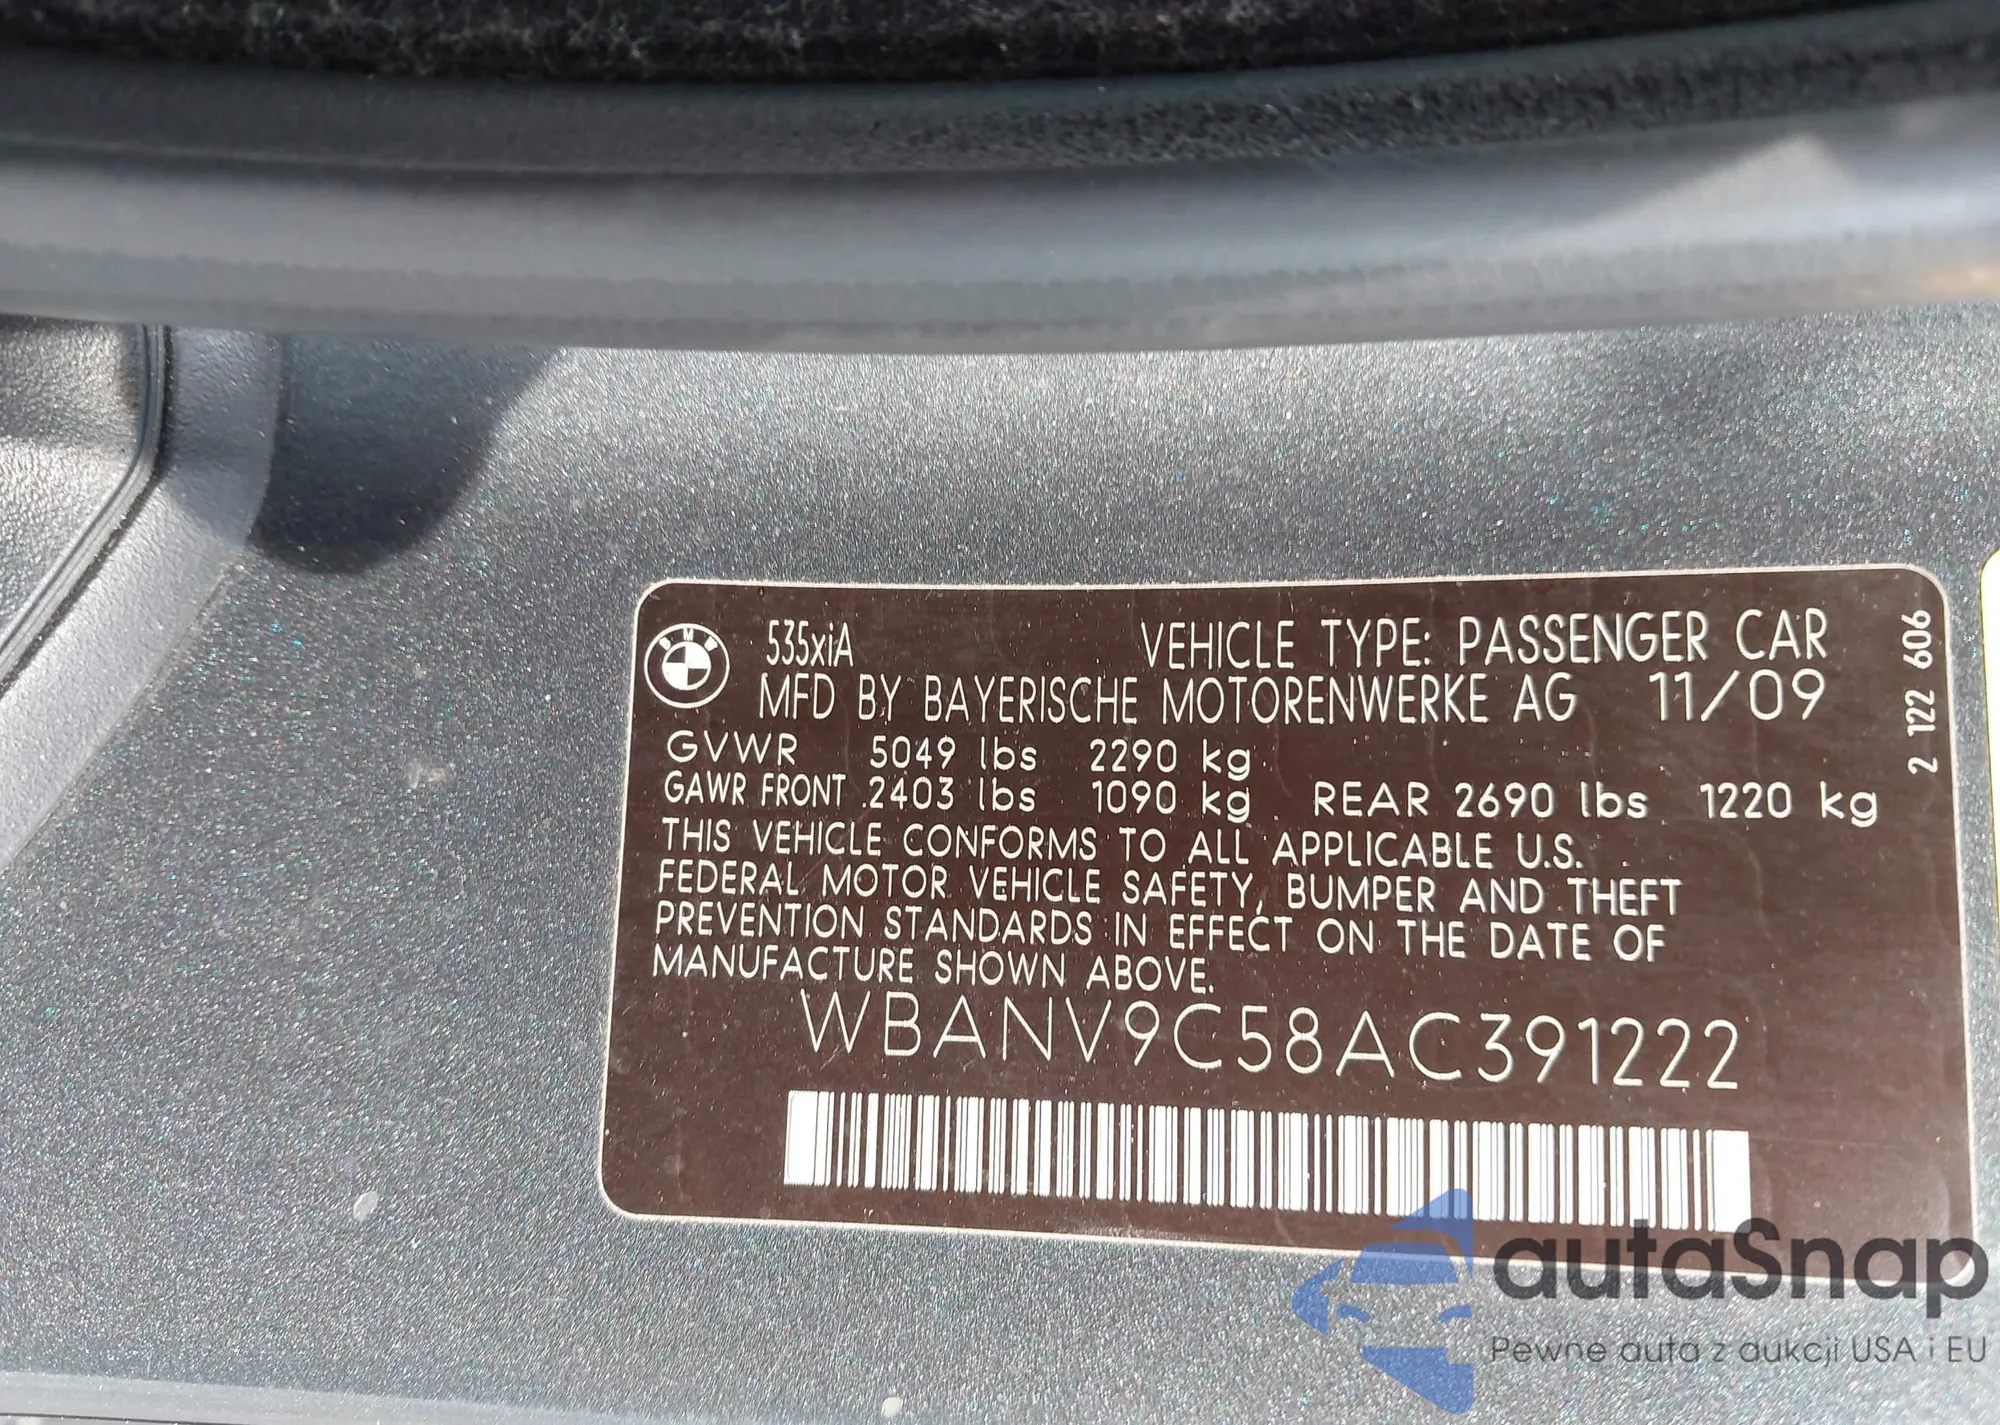 BMW
535xiA VEHICLE TYPE: PASSENGER CAR
MFD BY BAYERISCHE MOTORENWERKE AG 11/09
GVWR 5049 lbs 2290 kg
GAWR FRONT 2403 lbs 1090 kg REAR 2690 lbs 1220 kg
THIS VEHICLE CONFORMS TO ALL APPLICABLE U.S.
FEDERAL MOTOR VEHICLE SAFETY, BUMPER AND THEFT
PREVENTION STANDARDS IN EFFECT ON THE DATE OF
MANUFACTURE SHOWN ABOVE.
WBANV9C58AC391222
2 122 606
autaSnap
Pewne auta z aukcji USA i EU